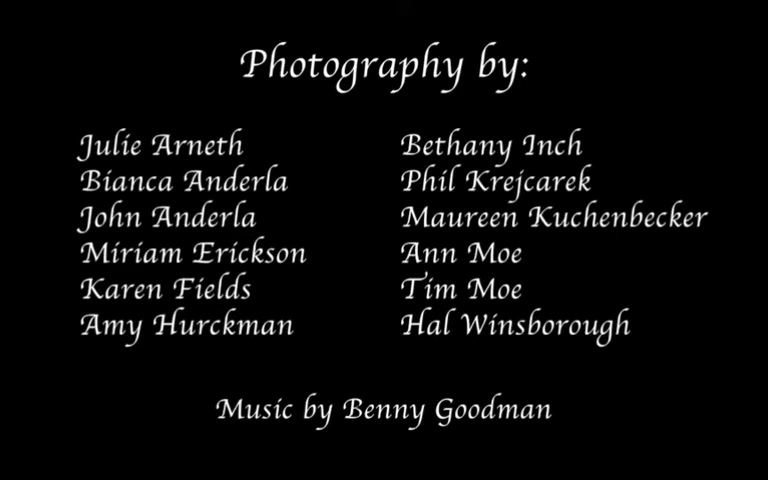 Photography by:
Julie Arneth
Bianca Anderla
John Anderla
Miriam Erickson
Karen Fields
Amy Hurckman
Bethany Inch
Phil Krejcarek
Maureen Kuchenbecker
Ann Moe
Tim Moe
Hal Winsborough
Music by Benny Goodman